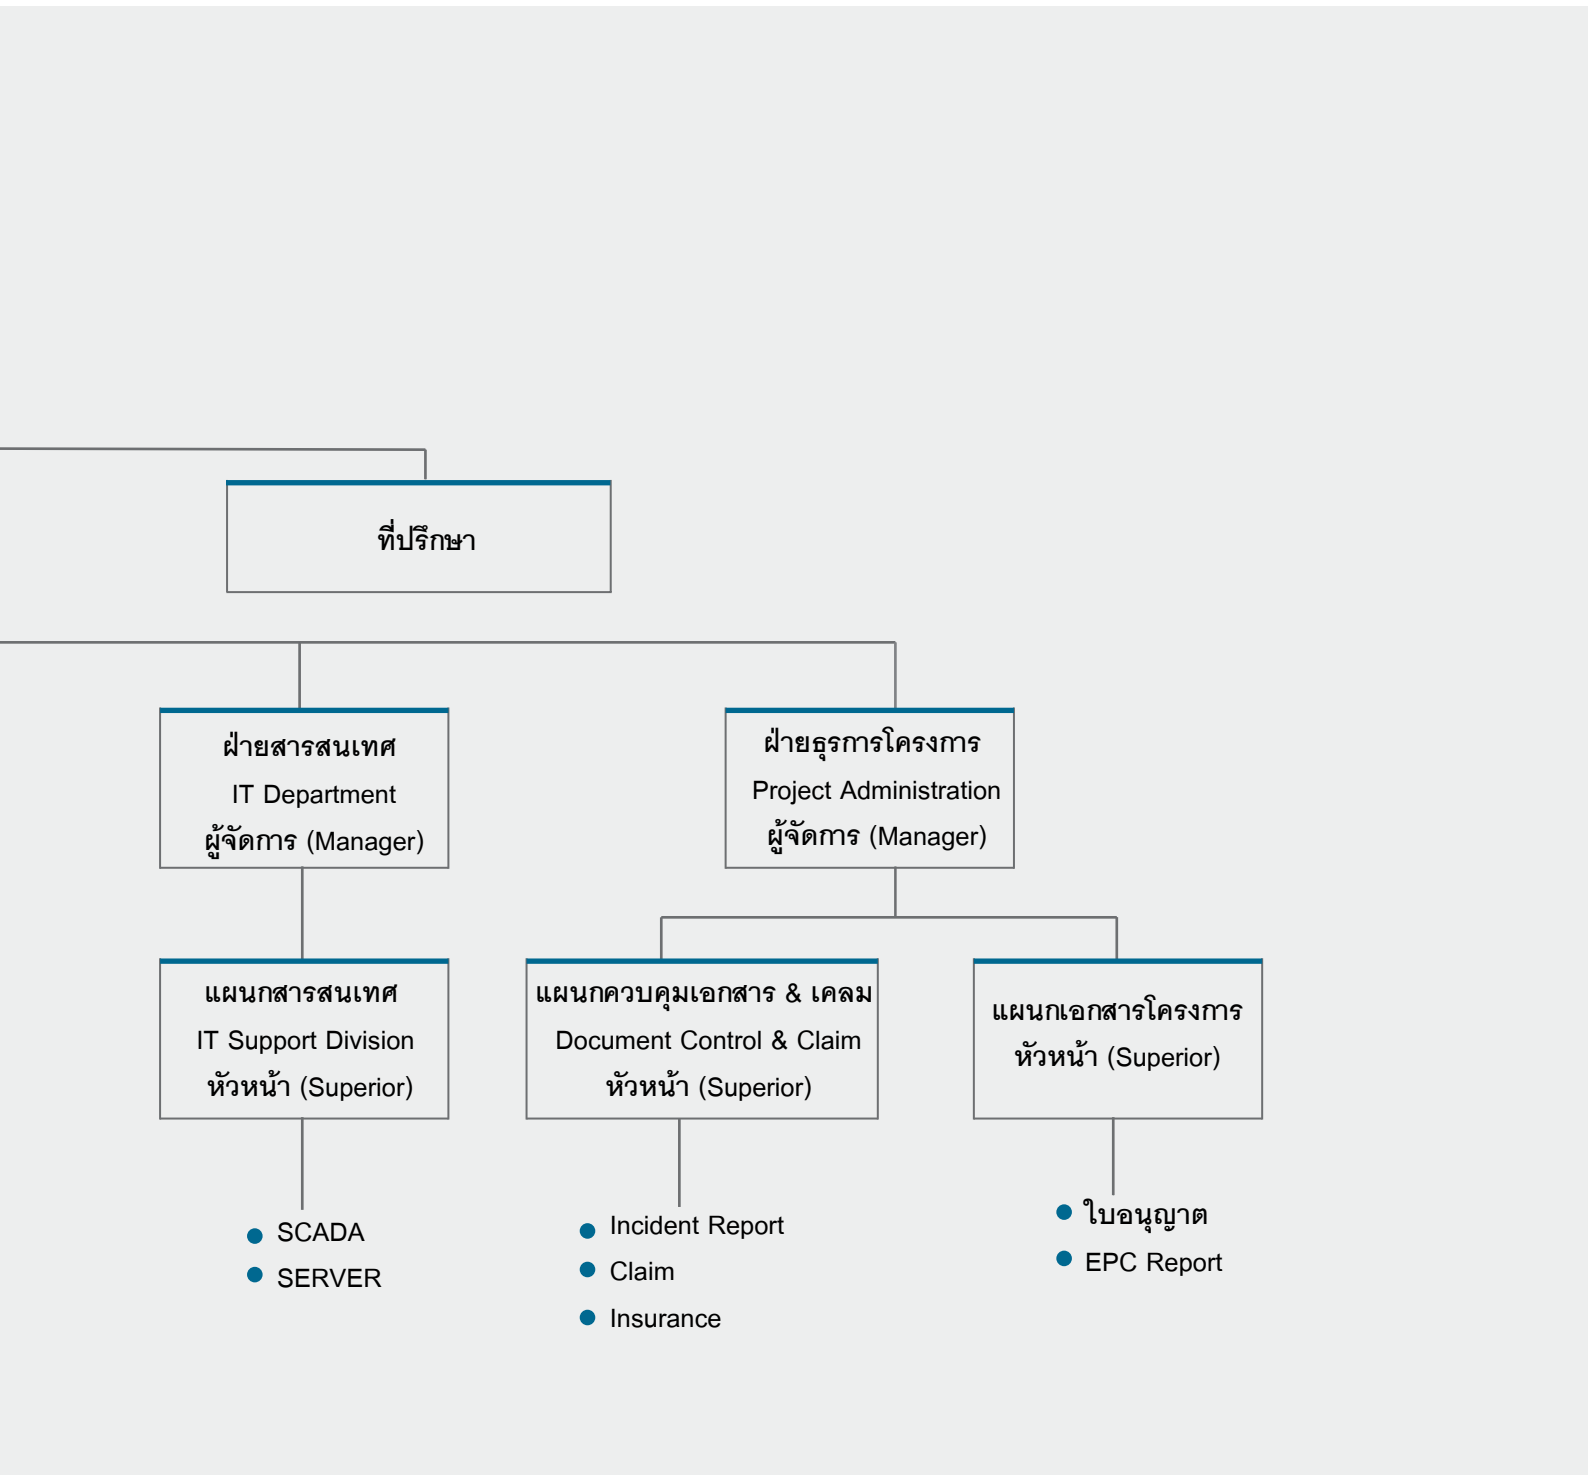 ที่ปรึกษา
ฝ่ายสารสนเทศ
IT Department
ผู้จัดการ (Manager)
ฝ่ายธุรการโครงการ
Project Administration
ผู้จัดการ (Manager)
แผนกสารสนเทศ
IT Support Division
หัวหน้า (Superior)
แผนกควบคุมเอกสาร & เคลม
Document Control & Claim
หัวหน้า (Superior)
แผนกเอกสารโครงการ
หัวหน้า (Superior)
SCADA
SERVER
Incident Report
Claim
Insurance
ใบอนุญาต
EPC Report